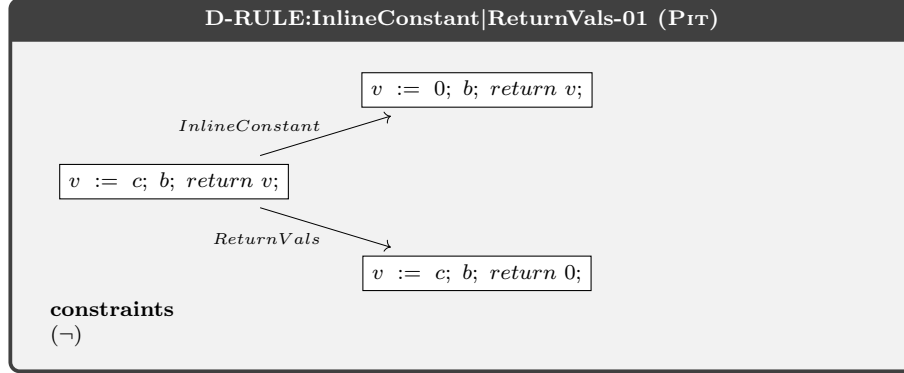 D-RULE:InlineConstant|ReturnVals-01 (PIT)
v := 0; b; return v;
InlineConstant
v := c; b; return v;
ReturnVals
v := c; b; return 0;
constraints
(¬)